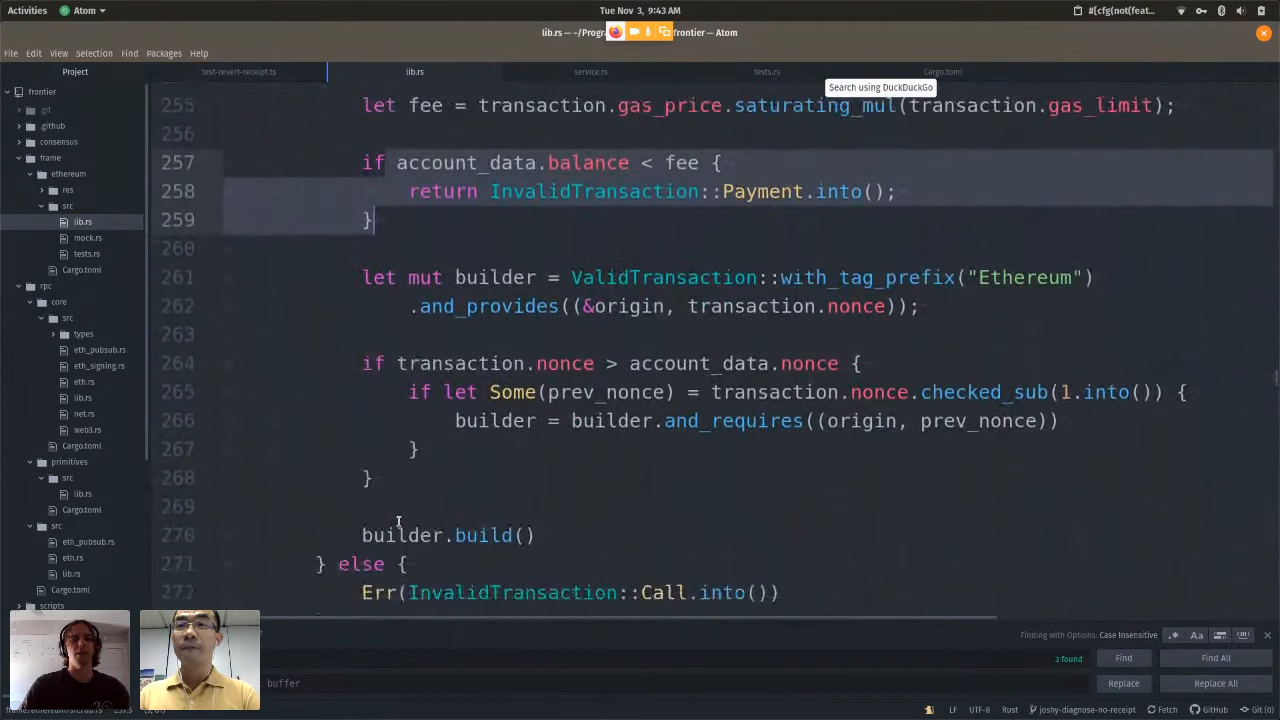 Activities Atom Tue Nov 3, 9:43 AM #[cfg(not(feat...
lib.rs — ~/Progr frontier — Atom
File Edit View Selection Find Packages Help
Project test-revert-receipt.ts lib.rs service.rs tests.rs Cargo.toml
Search using DuckDuckGo
frontier
.git
.github
consensus
frame
ethereum
res
src
lib.rs
mock.rs
tests.rs
Cargo.toml
rpc
core
src
types
eth_pubsub.rs
eth_signing.rs
eth.rs
lib.rs
net.rs
web3.rs
Cargo.toml
primitives
src
lib.rs
Cargo.toml
src
eth_pubsub.rs
eth.rs
lib.rs
Cargo.toml
scripts
255 let fee = transaction.gas_price.saturating_mul(transaction.gas_limit);
256
257 if account_data.balance < fee {
258 return InvalidTransaction::Payment.into();
259 }
260
261 let mut builder = ValidTransaction::with_tag_prefix("Ethereum")
262 .and_provides((&origin, transaction.nonce));
263
264 if transaction.nonce > account_data.nonce {
265 if let Some(prev_nonce) = transaction.nonce.checked_sub(1.into()) {
266 builder = builder.and_requires((origin, prev_nonce))
267 }
268 }
269
270 builder.build()
271 } else {
272 Err(InvalidTransaction::Call.into())
Finding with Options: Case Insensitive .* Aa
3 found Find Find All
buffer Replace Replace All
LF UTF-8 Rust joshy-diagnose-no-receipt Fetch GitHub Git (0)